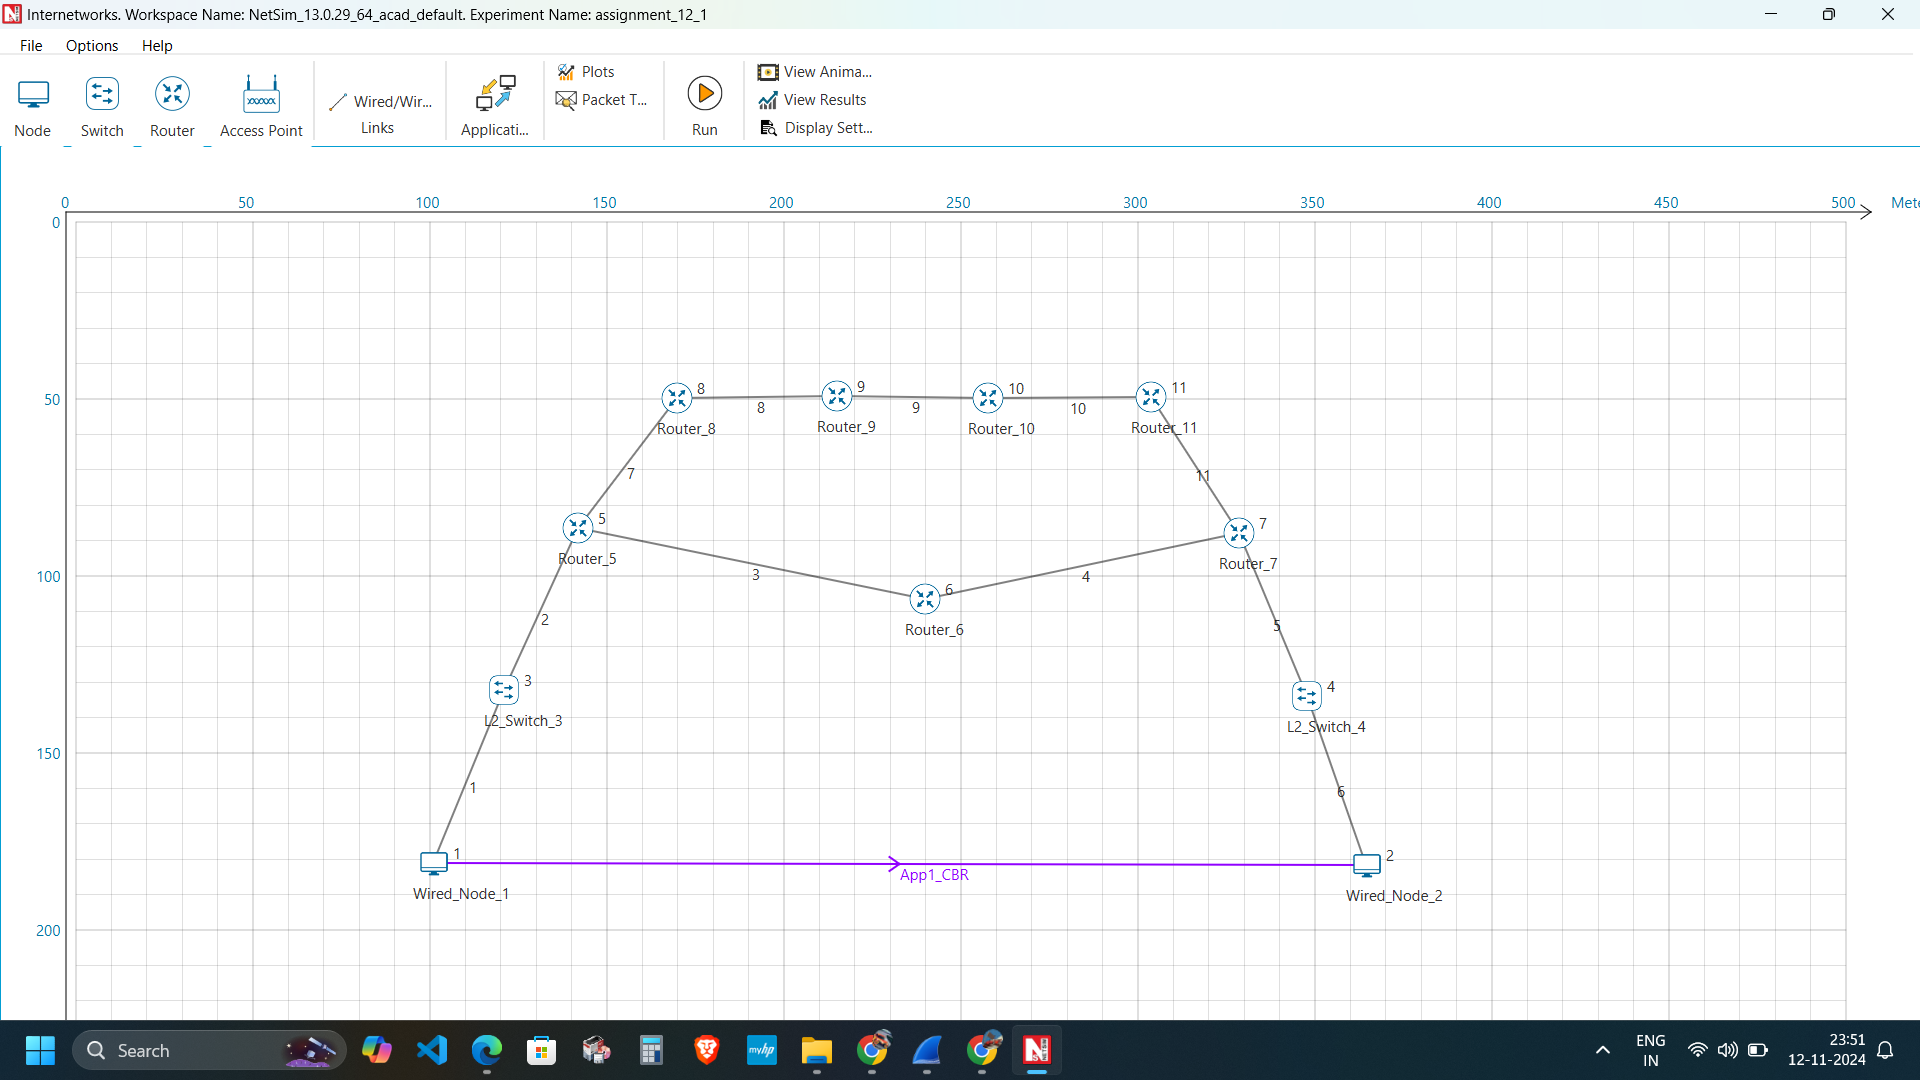 Internetworks. Workspace Name: NetSim_13.0.29_64_acad_default. Experiment Name: assignment_12_1
File Options Help
Node
Switch
Router
Access Point
Wired/Wir...
Links
Applicati...
Plots
Packet T...
Run
View Anima...
View Results
Display Sett...
0 50 100 150 200 250 300 350 400 450 500 Mete
0
50
100
150
200
8
Router_8
8
9
Router_9
9
10
Router_10
10
11
Router_11
7
11
5
Router_5
7
Router_7
3
4
6
Router_6
2
5
3
L2_Switch_3
4
L2_Switch_4
1
6
1
Wired_Node_1
App1_CBR
2
Wired_Node_2
Search
myhp
ENG
IN
23:51
12-11-2024